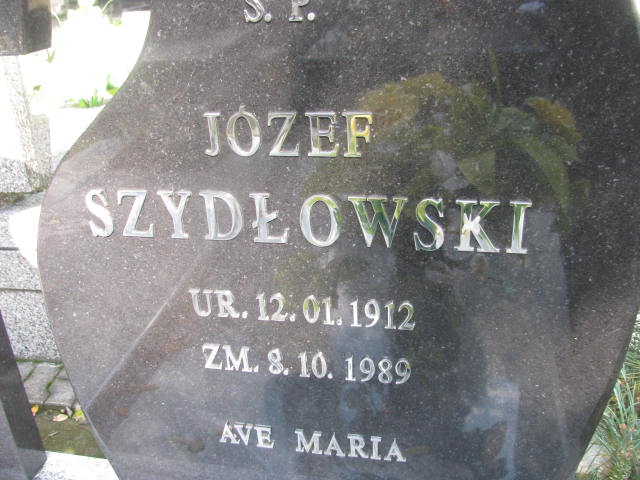 Ś. P.
JÓZEF
SZYDŁOWSKI
UR. 12.01.1912
ZM. 8.10.1989
AVE MARIA